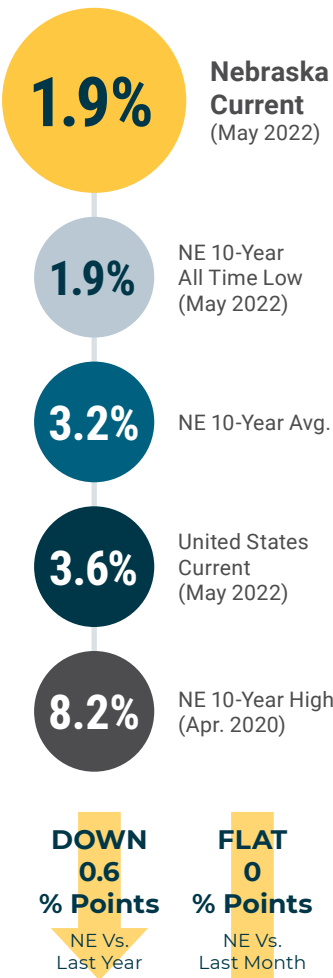 1.9%
Nebraska
Current
(May 2022)
1.9%
NE 10-Year
All Time Low
(May 2022)
3.2%
NE 10-Year Avg.
3.6%
United States
Current
(May 2022)
8.2%
NE 10-Year High
(Apr. 2020)
DOWN
0.6
% Points
NE Vs.
Last Year
FLAT
0
% Points
NE Vs.
Last Month